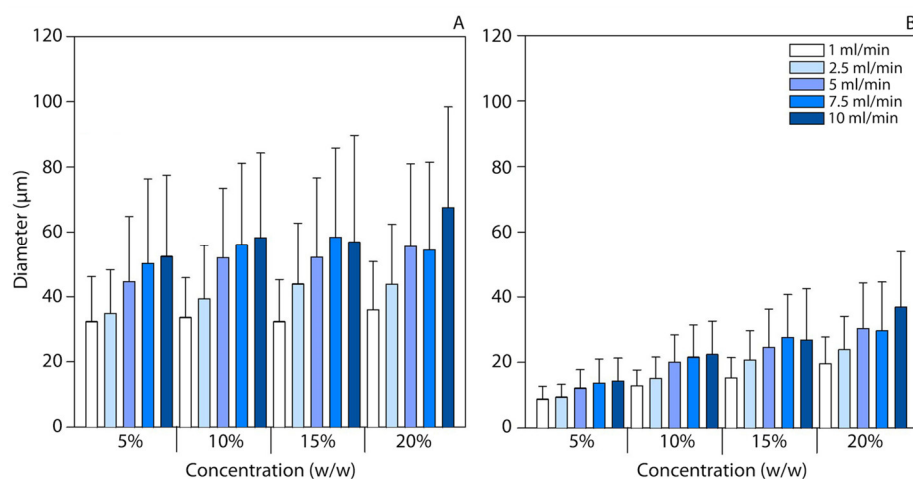 A
120
100
80
60
40
20
0
Diameter (µm)
5% 10% 15% 20%
Concentration (w/w)
B
120
100
80
60
40
20
0
1 ml/min
2.5 ml/min
5 ml/min
7.5 ml/min
10 ml/min
5% 10% 15% 20%
Concentration (w/w)